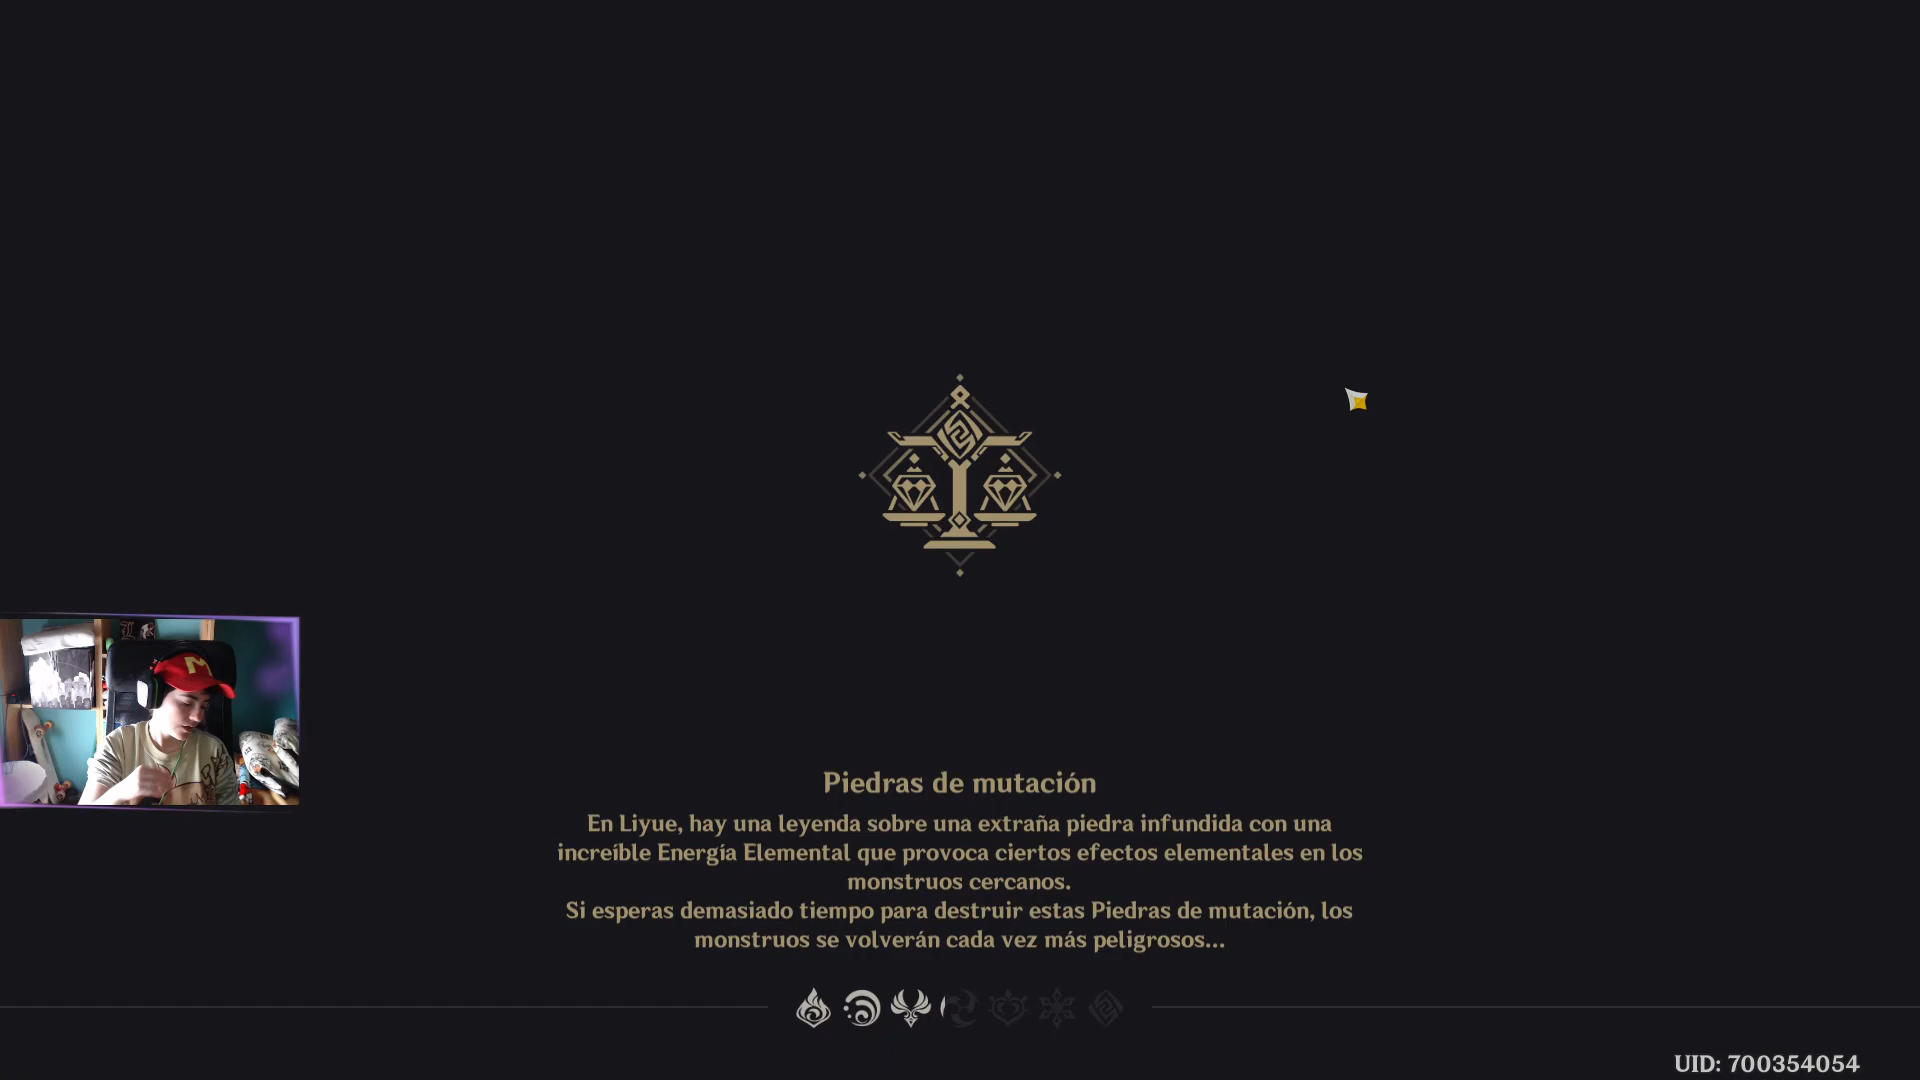 M
Piedras de mutación
En Liyue, hay una leyenda sobre una extraña piedra infundida con una
increíble Energía Elemental que provoca ciertos efectos elementales en los
monstruos cercanos.
Si esperas demasiado tiempo para destruir estas Piedras de mutación, los
monstruos se volverán cada vez más peligrosos...
UID: 700354054